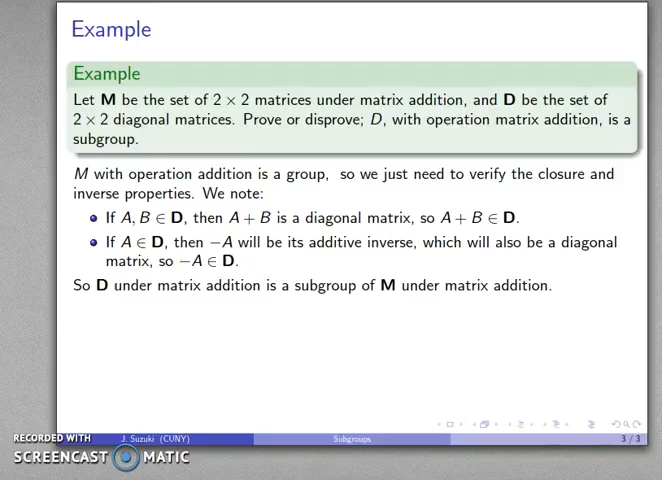 Example
Example
Let M be the set of 2 × 2 matrices under matrix addition, and D be the set of
2 × 2 diagonal matrices. Prove or disprove; D, with operation matrix addition, is a
subgroup.
M with operation addition is a group, so we just need to verify the closure and
inverse properties. We note:
If A, B ∈ D, then A + B is a diagonal matrix, so A + B ∈ D.
If A ∈ D, then −A will be its additive inverse, which will also be a diagonal
matrix, so −A ∈ D.
So D under matrix addition is a subgroup of M under matrix addition.
J. Suzuki (CUNY) Subgroups 3 / 3
RECORDED WITH
SCREENCAST MATIC